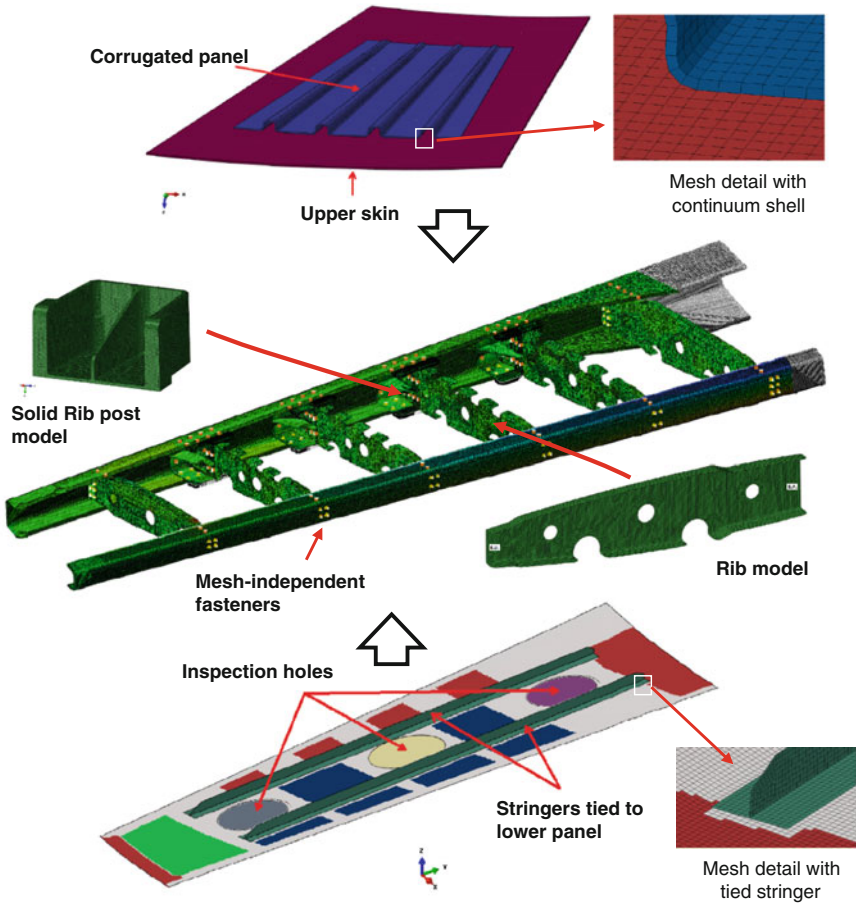 Corrugated panel
Mesh detail with
continuum shell
Upper skin
Solid Rib post
model
Mesh-independent
fasteners
Rib model
Inspection holes
Stringers tied to
lower panel
Z
Y
X
Mesh detail with
tied stringer